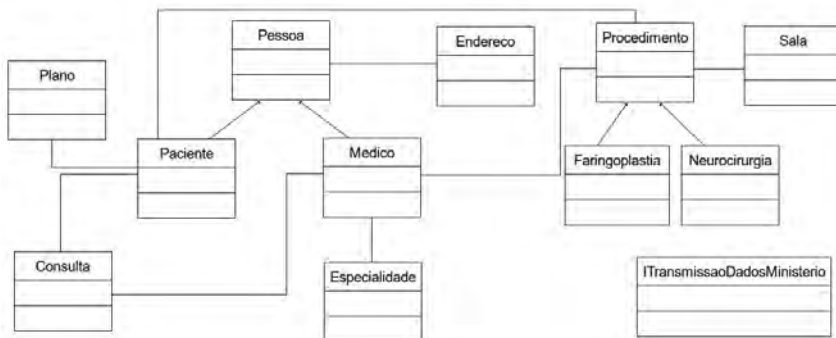 Pessoa
Endereco
Procedimento
Sala
Plano
Paciente
Medico
Faringoplastia
Neurocirurgia
Consulta
Especialidade
ITransmissaoDadosMinisterio